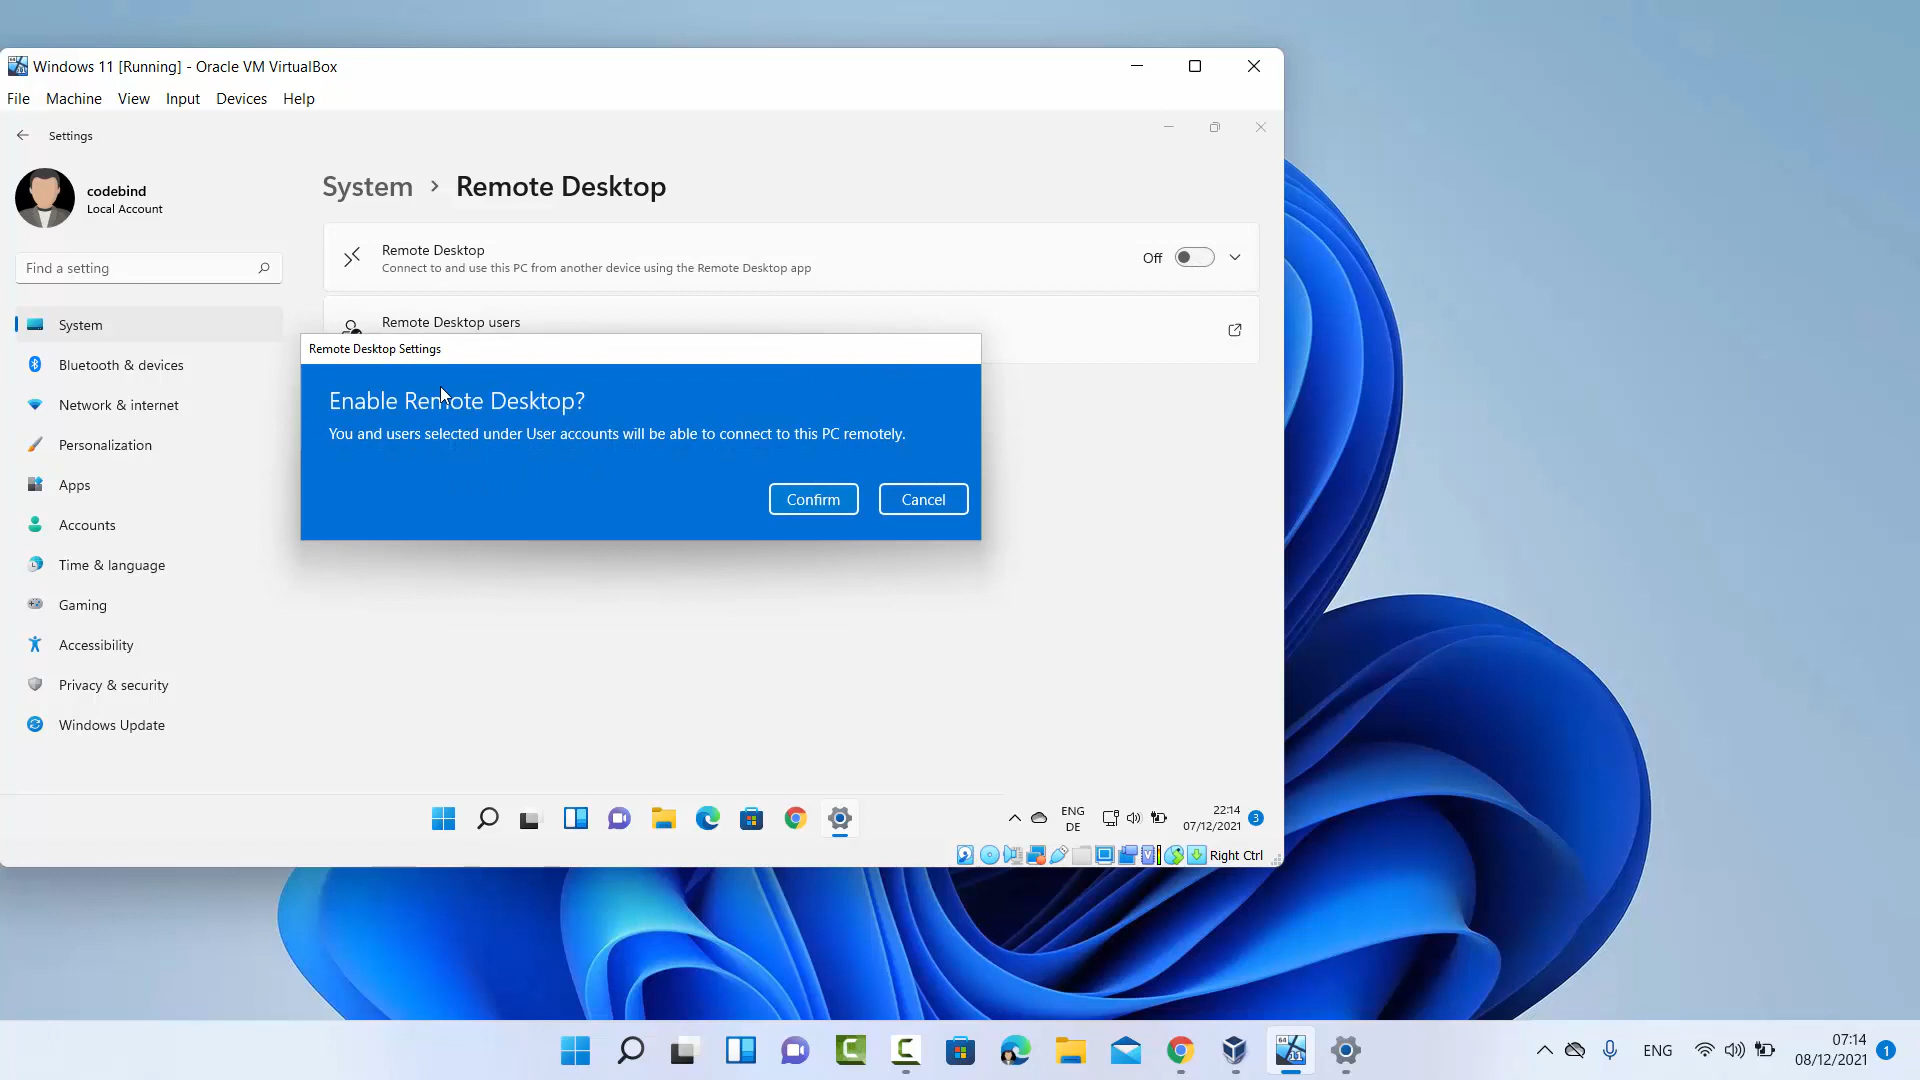 Windows 11 [Running] - Oracle VM VirtualBox
File Machine View Input Devices Help
Settings
codebind
Local Account
Find a setting
System
Bluetooth & devices
Network & internet
Personalization
Apps
Accounts
Time & language
Gaming
Accessibility
Privacy & security
Windows Update
System > Remote Desktop
Remote Desktop
Connect to and use this PC from another device using the Remote Desktop app
Off
Remote Desktop users
Remote Desktop Settings
Enable Remote Desktop?
You and users selected under User accounts will be able to connect to this PC remotely.
Confirm
Cancel
ENG
DE
22:14
07/12/2021
3
Right Ctrl
64
11
ENG
07:14
08/12/2021
1